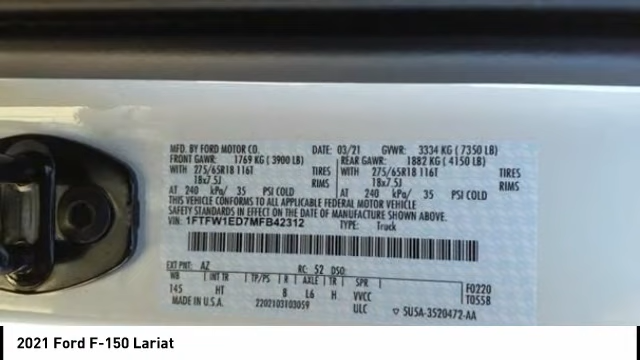 MFD. BY FORD MOTOR CO. DATE: 03/21 GVWR: 3334 KG ( 7350 LB)
FRONT GAWR: 1769 KG ( 3900 LB) REAR GAWR: 1882 KG ( 4150 LB)
WITH 275/65R18 116T TIRES WITH 275/65R18 116T TIRES
18x7.5J RIMS 18x7.5J RIMS
AT 240 kPa/ 35 PSI COLD AT 240 kPa/ 35 PSI COLD
THIS VEHICLE CONFORMS TO ALL APPLICABLE FEDERAL MOTOR VEHICLE
SAFETY STANDARDS IN EFFECT ON THE DATE OF MANUFACTURE SHOWN ABOVE.
VIN: 1FTFW1ED7MFB42312 TYPE: Truck
EXT PNT: AZ RC: 52 DSO: F0220
WB INT TR TP/PS R AXLE TR SPR T0558
145 HT B L6 H VVCC
MADE IN U.S.A. 2202103103059 ULC ▽ 5U5A-3520472-AA
2021 Ford F-150 Lariat